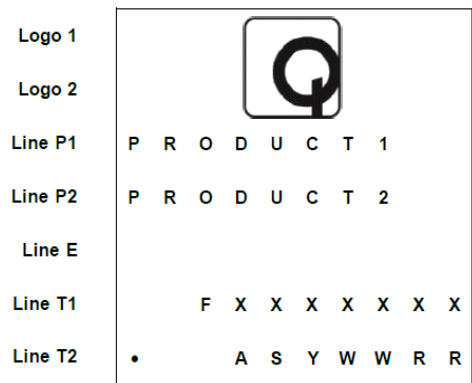 Logo 1
Logo 2
Line P1 P R O D U C T 1
Line P2 P R O D U C T 2
Line E
Line T1 F X X X X X X X
Line T2 • A S Y W W R R